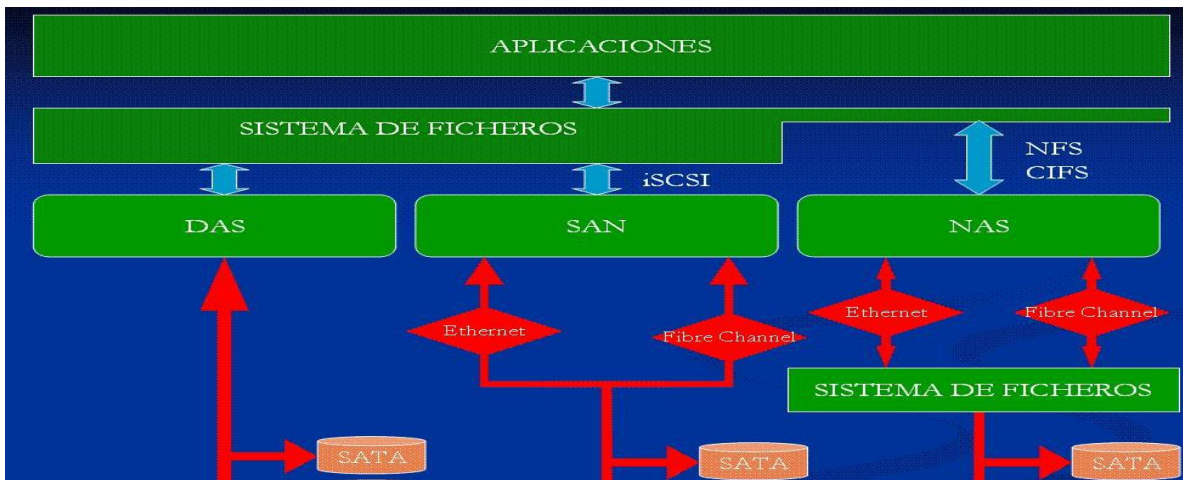 APLICACIONES
SISTEMA DE FICHEROS
NFS
CIFS
iSCSI
DAS
SAN
NAS
Ethernet
Fibre Channel
Ethernet
Fibre Channel
SISTEMA DE FICHEROS
SATA
SATA
SATA